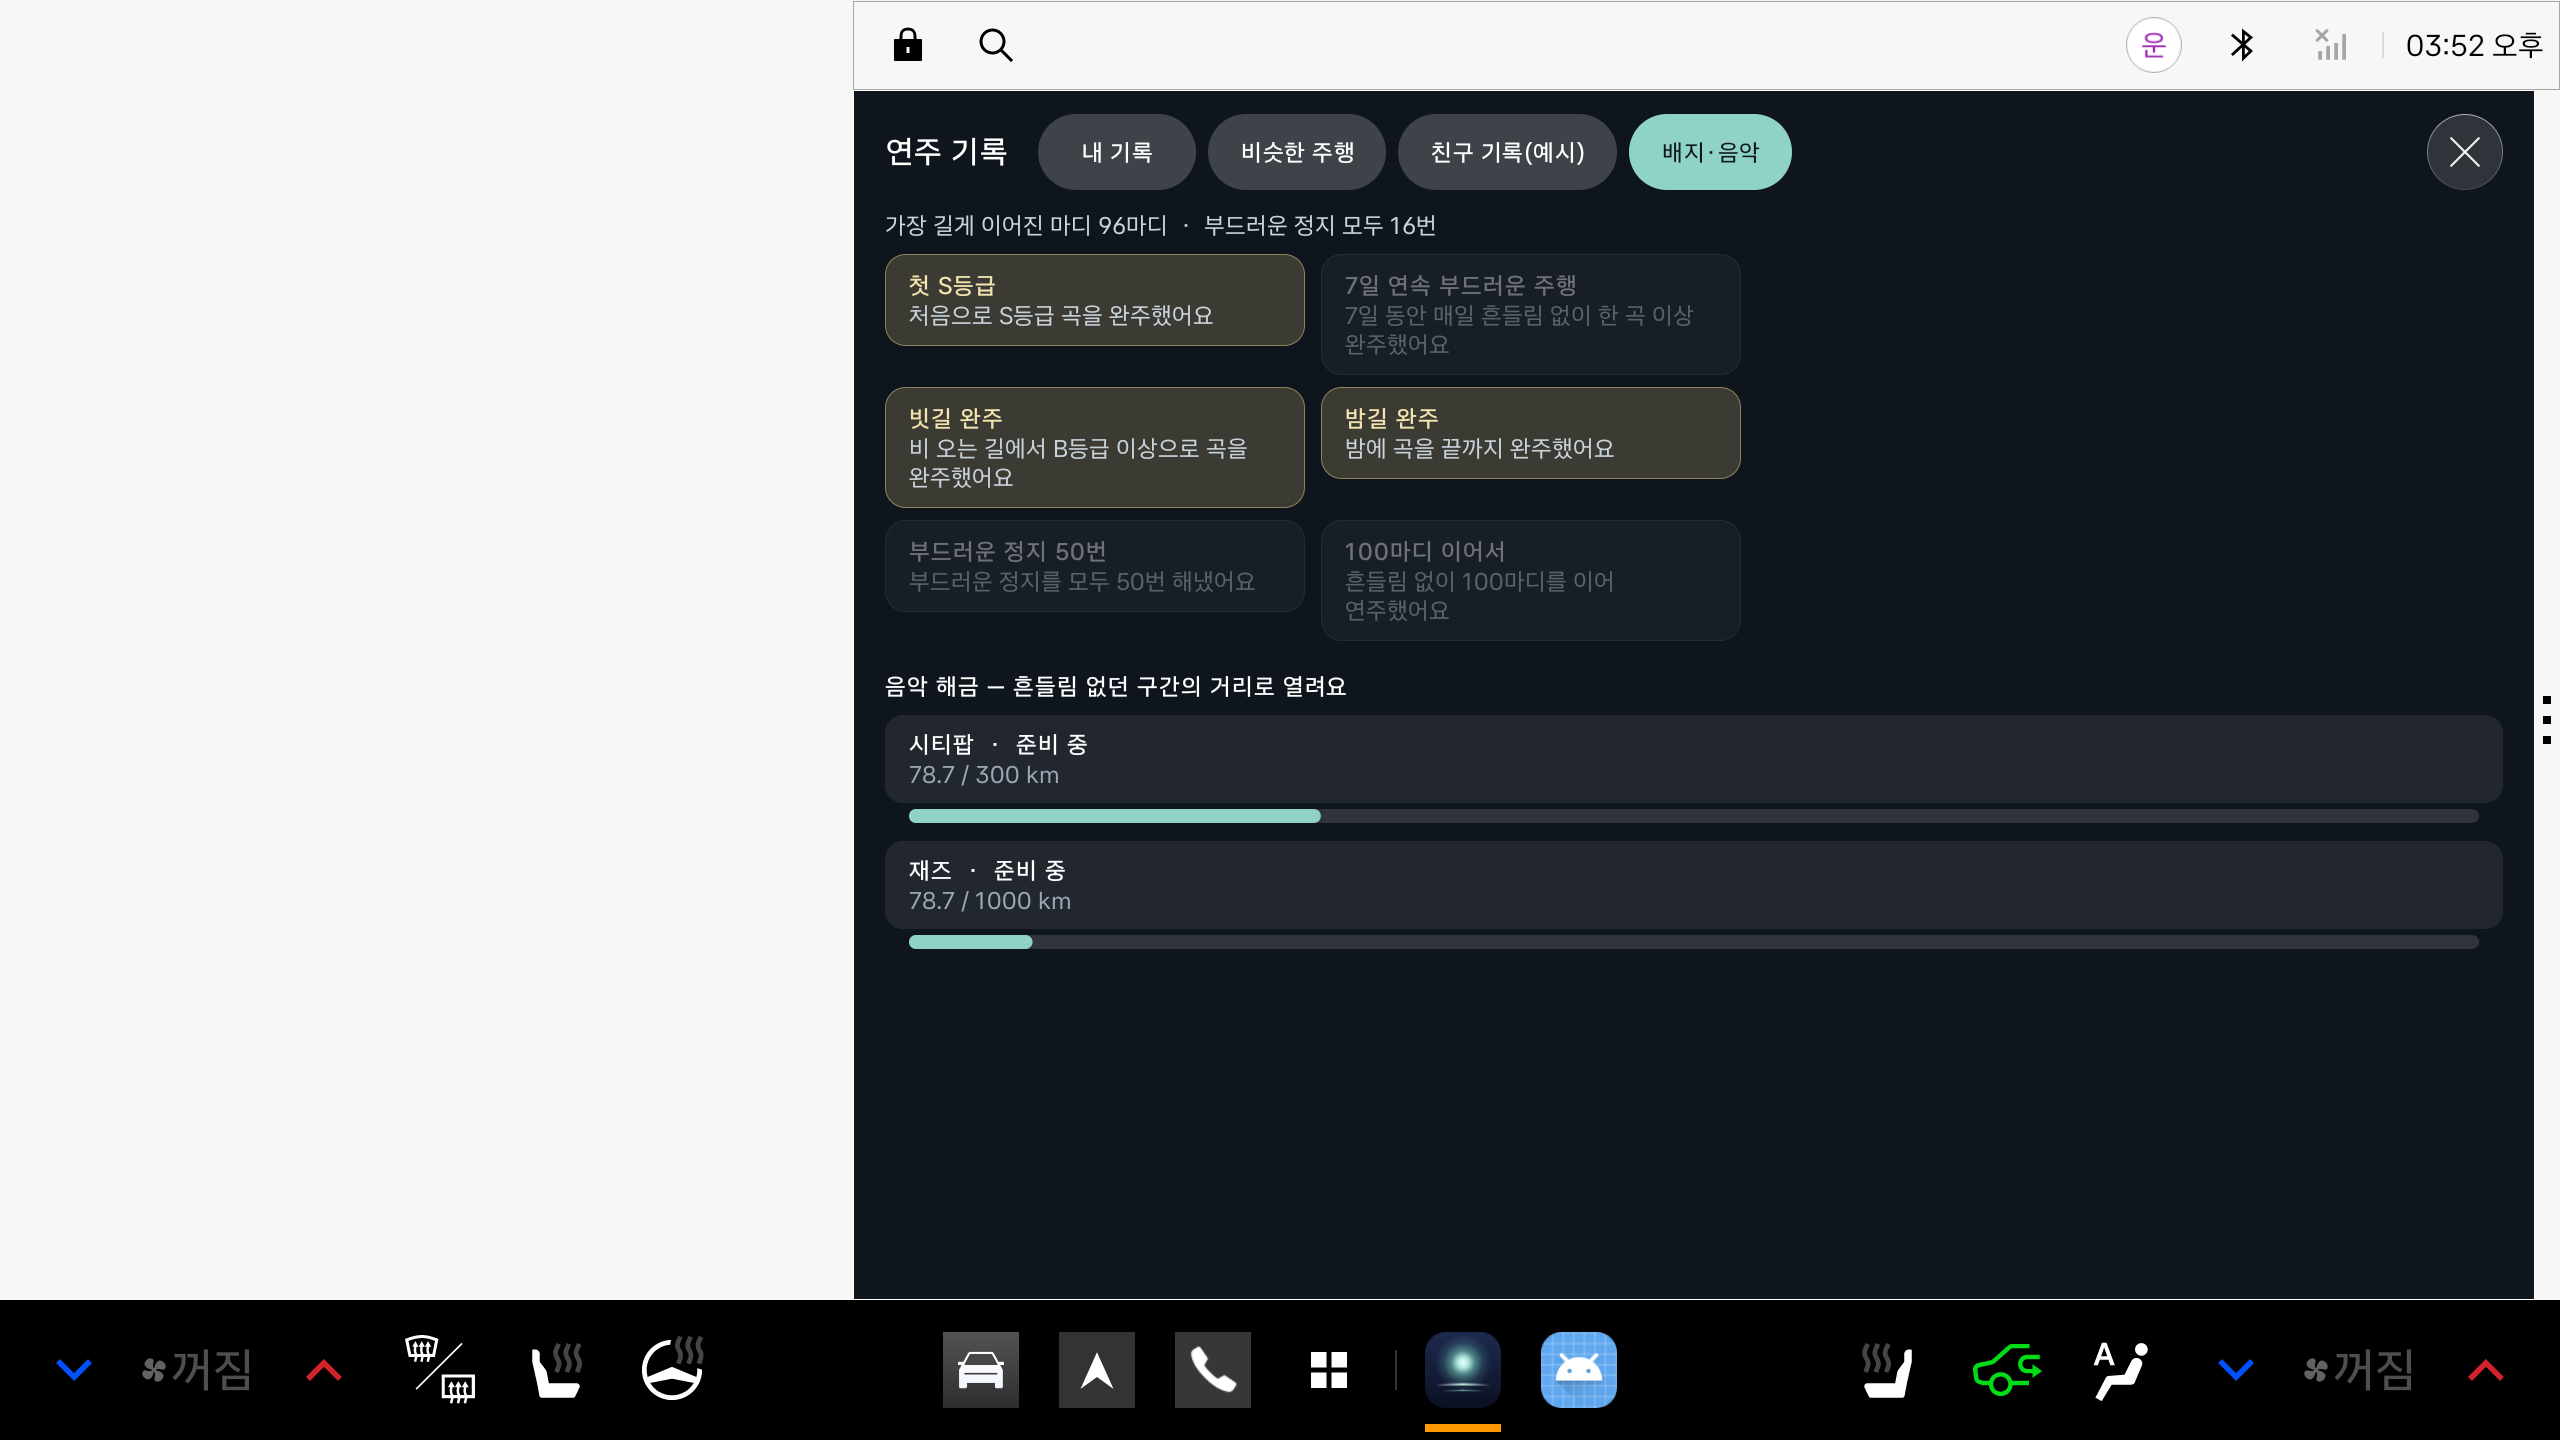 운
03:52 오후
연주 기록
내 기록
비슷한 주행
친구 기록(예시)
배지·음악
가장 길게 이어진 마디 96마디 · 부드러운 정지 모두 16번
첫 S등급
처음으로 S등급 곡을 완주했어요
7일 연속 부드러운 주행
7일 동안 매일 흔들림 없이 한 곡 이상
완주했어요
빗길 완주
비 오는 길에서 B등급 이상으로 곡을
완주했어요
밤길 완주
밤에 곡을 끝까지 완주했어요
부드러운 정지 50번
부드러운 정지를 모두 50번 해냈어요
100마디 이어서
흔들림 없이 100마디를 이어
연주했어요
음악 해금 — 흔들림 없던 구간의 거리로 열려요
시티팝 · 준비 중
78.7 / 300 km
재즈 · 준비 중
78.7 / 1000 km
꺼짐
A
꺼짐